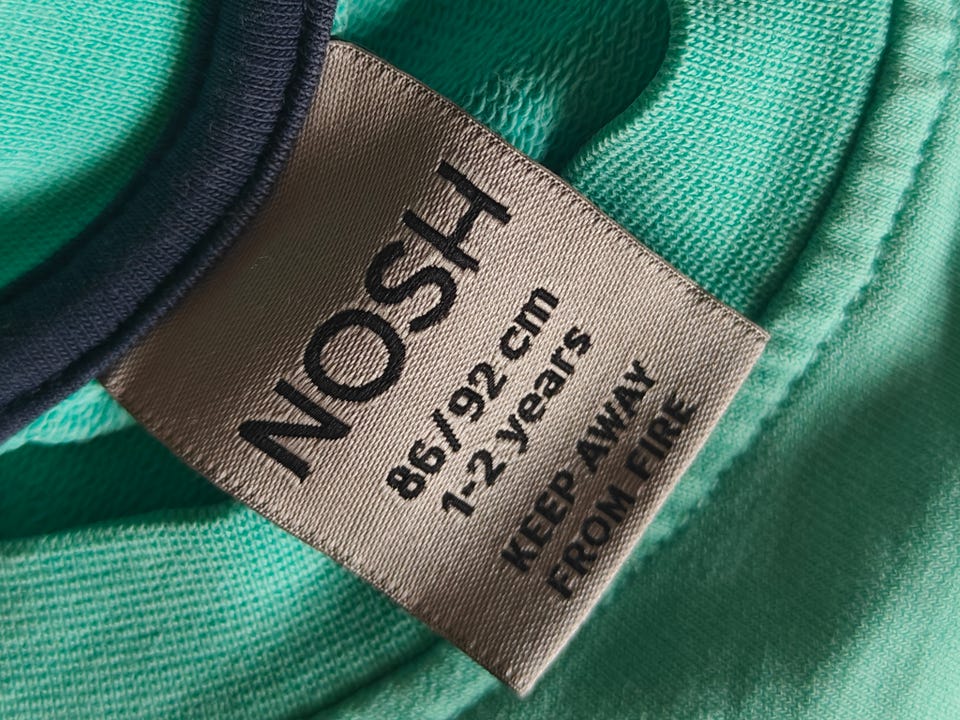 NOSH
86/92 cm
1-2 years
KEEP AWAY
FROM FIRE